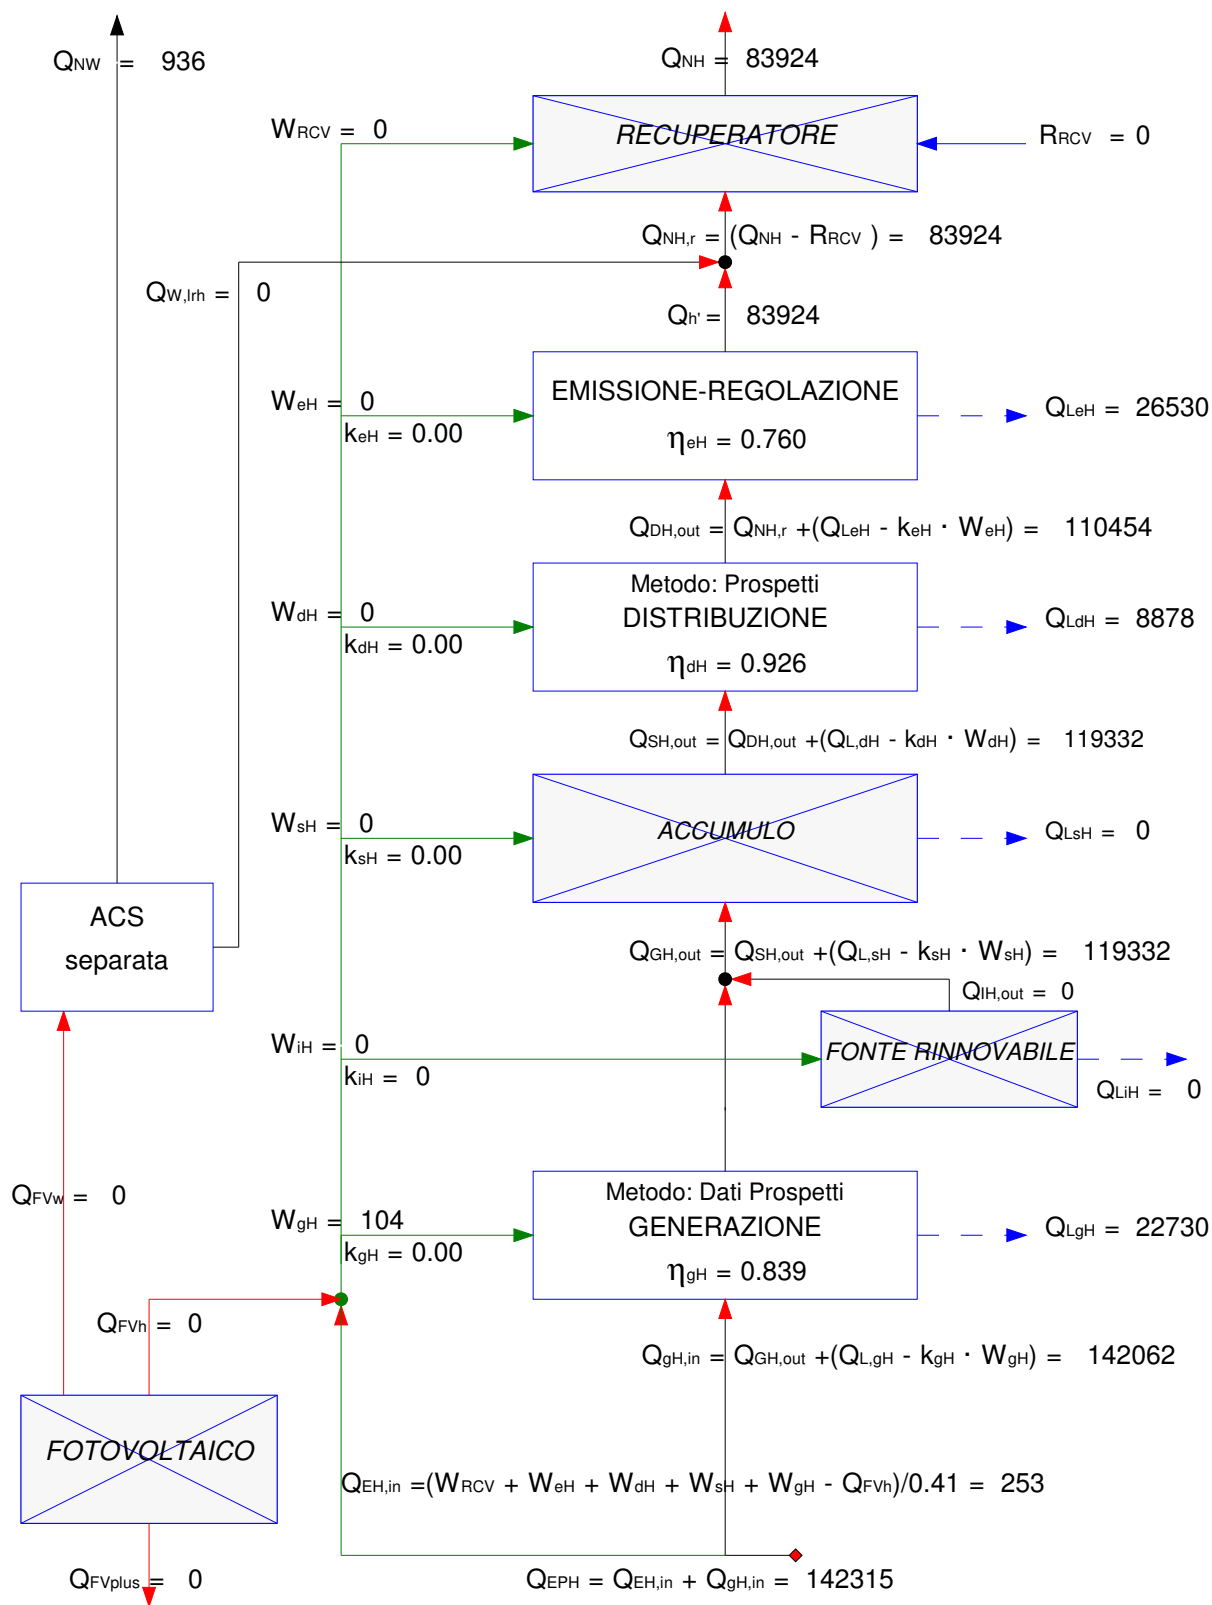 QNW = 936
QNH = 83924
WRCV = 0
RECUPERATORE
RRCV = 0
QNH,r = (QNH - RRCV ) = 83924
QW,lrh = 0
Qh' = 83924
WeH = 0
keH = 0.00
EMISSIONE-REGOLAZIONE
ηeH = 0.760
QLeH = 26530
QDH,out = QNH,r +(QLeH - keH · WeH) = 110454
WdH = 0
kdH = 0.00
Metodo: Prospetti
DISTRIBUZIONE
ηdH = 0.926
QLdH = 8878
QSH,out = QDH,out +(QL,dH - kdH · WdH) = 119332
WsH = 0
ksH = 0.00
ACCUMULO
QLsH = 0
ACS
separata
QGH,out = QSH,out +(QL,sH - ksH · WsH) = 119332
QIH,out = 0
WiH = 0
kiH = 0
FONTE RINNOVABILE
QLiH = 0
QFVw = 0
WgH = 104
kgH = 0.00
Metodo: Dati Prospetti
GENERAZIONE
ηgH = 0.839
QLgH = 22730
QFVh = 0
QgH,in = QGH,out +(QL,gH - kgH · WgH) = 142062
FOTOVOLTAICO
QEH,in =(WRCV + WeH + WdH + WsH + WgH - QFVh)/0.41 = 253
QFVplus = 0
QEPH = QEH,in + QgH,in = 142315